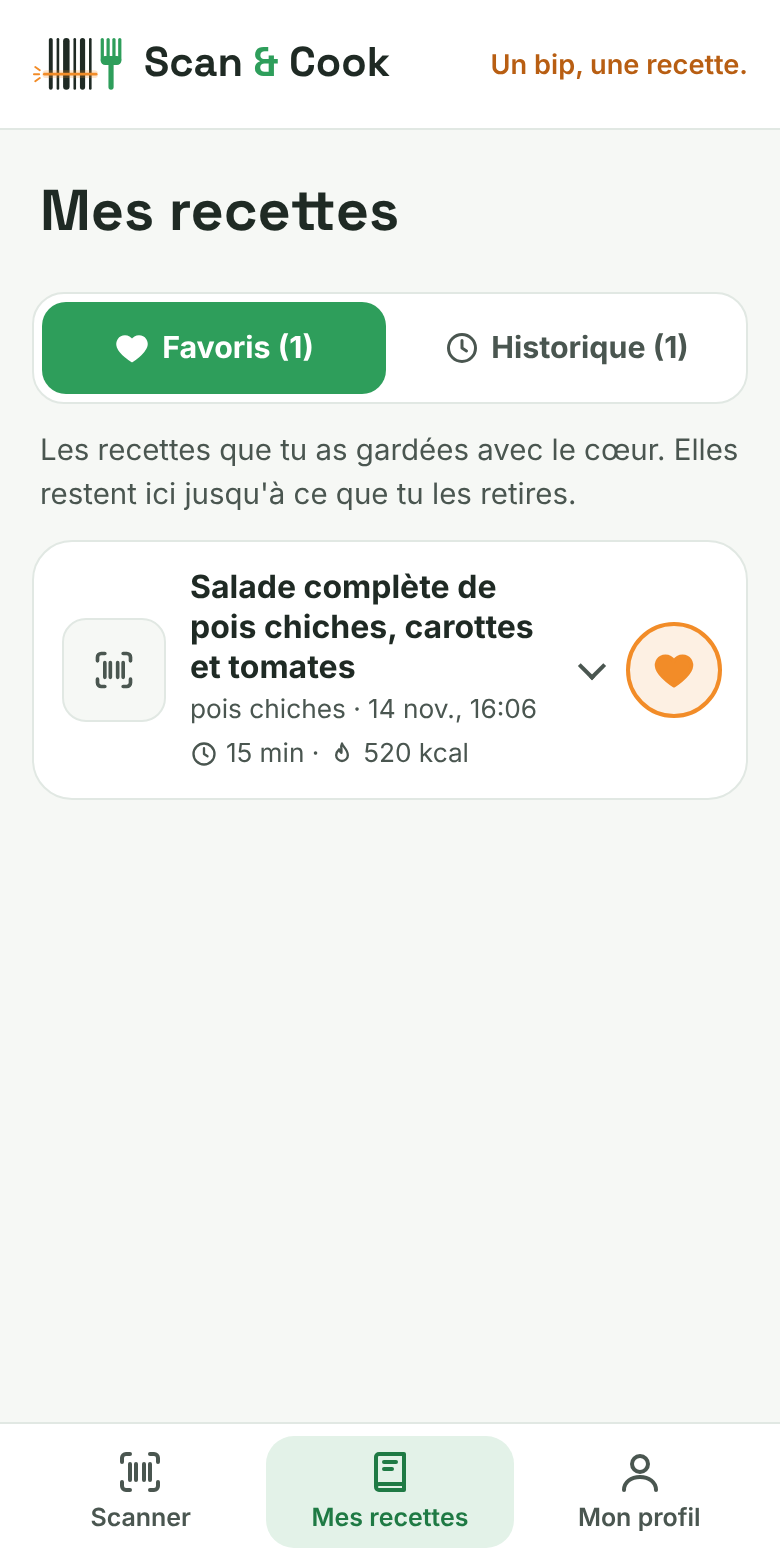 Scan & Cook
Un bip, une recette.
Mes recettes
Favoris (1)
Historique (1)
Les recettes que tu as gardées avec le cœur. Elles
restent ici jusqu'à ce que tu les retires.
Salade complète de
pois chiches, carottes
et tomates
pois chiches · 14 nov., 16:06
15 min · 520 kcal
Scanner
Mes recettes
Mon profil